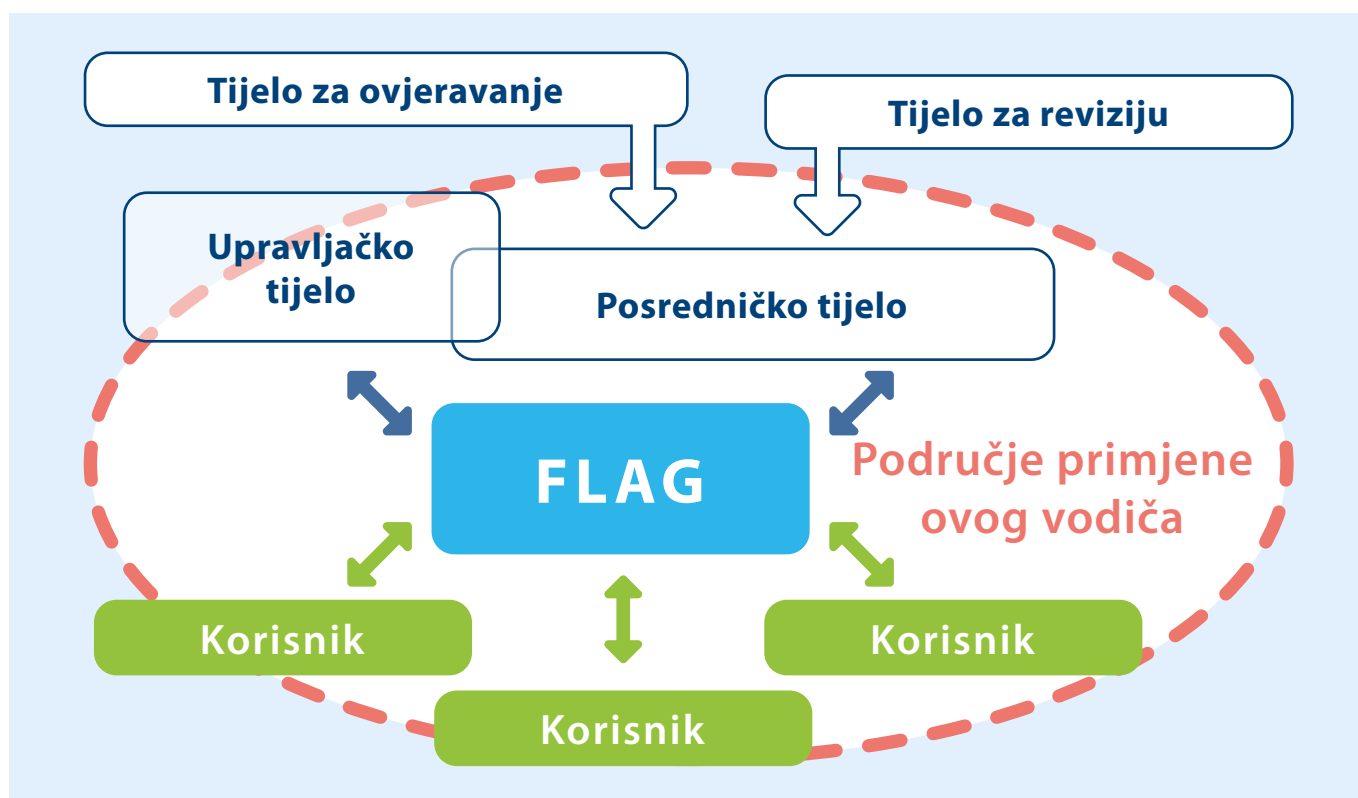 Tijelo za ovjeravanje
Tijelo za reviziju
Upravljačko
tijelo
Posredničko tijelo
FLAG
Područje primjene
ovog vodiča
Korisnik
Korisnik
Korisnik